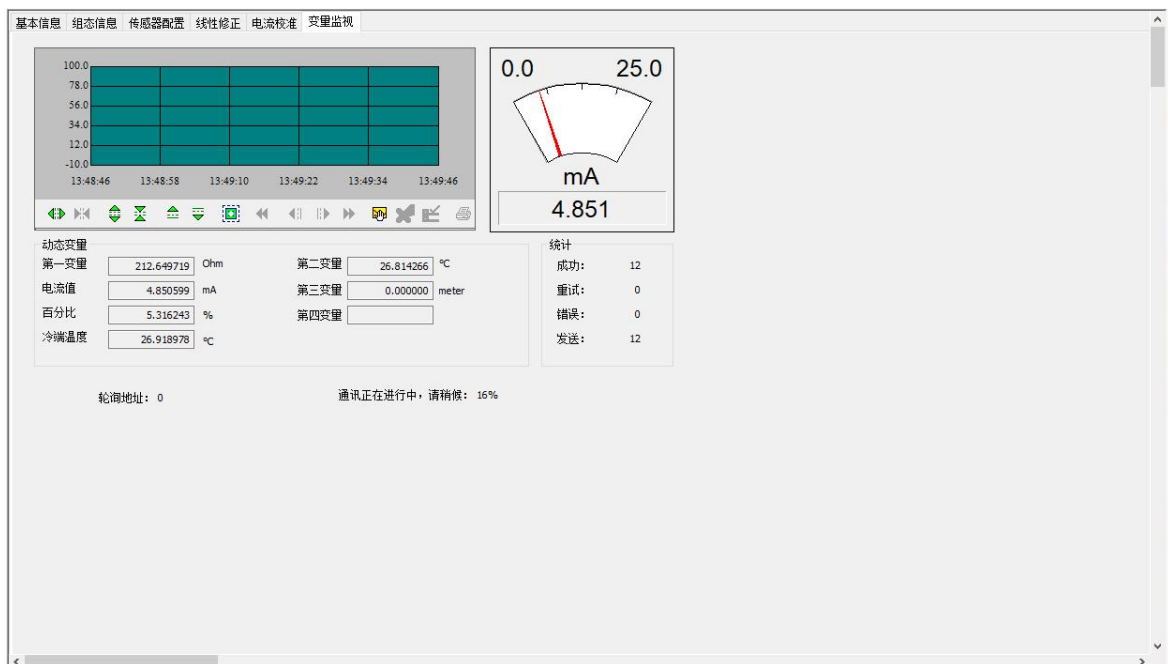 基本信息 组态信息 传感器配置 线性修正 电流校准 变量监视
100.0
78.0
56.0
34.0
12.0
-10.0
13:48:46 13:48:58 13:49:10 13:49:22 13:49:34 13:49:46
0.0 25.0
mA
4.851
动态变量
第一变量 212.649719 Ohm 第二变量 26.814266 ℃
电流值 4.850599 mA 第三变量 0.000000 meter
百分比 5.316243 % 第四变量
冷端温度 26.918978 ℃
统计
成功: 12
重试: 0
错误: 0
发送: 12
轮询地址: 0 通讯正在进行中，请稍候: 16%